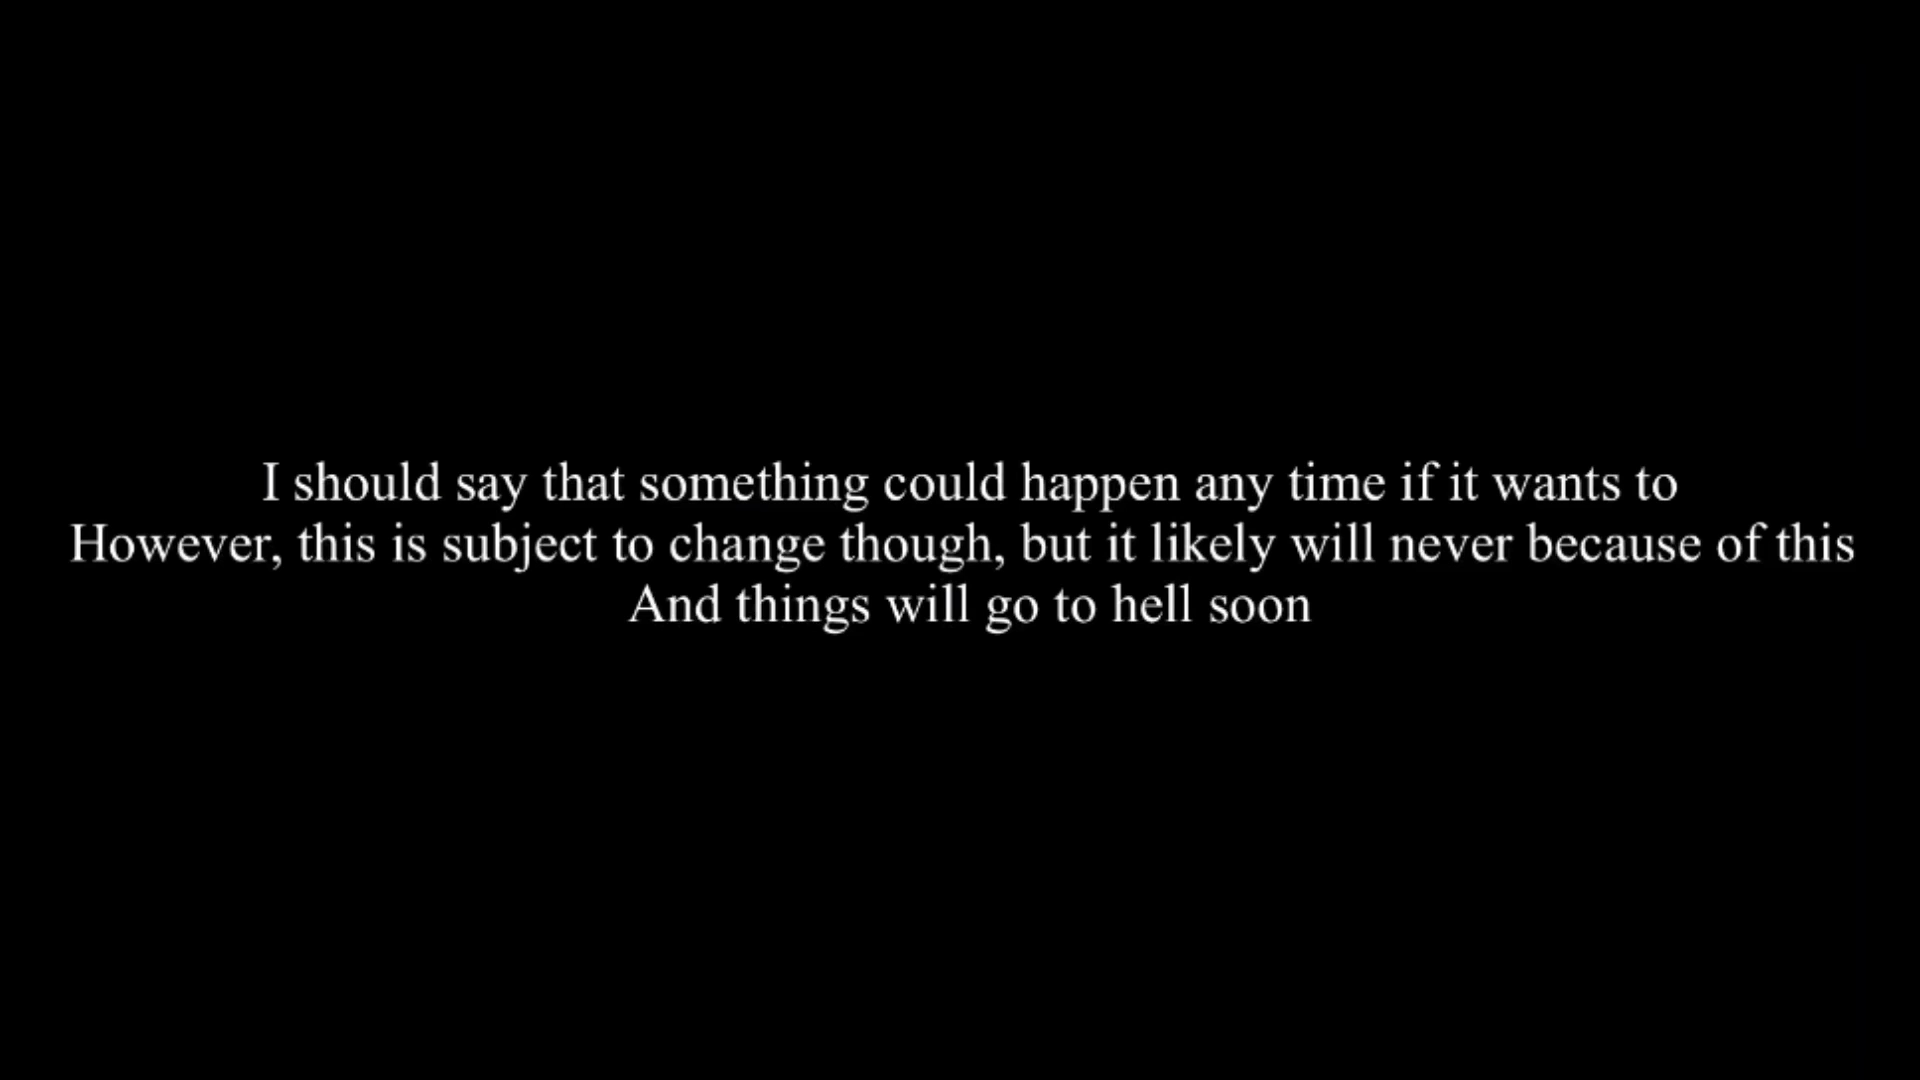 I should say that something could happen any time if it wants to
However, this is subject to change though, but it likely will never because of this
And things will go to hell soon